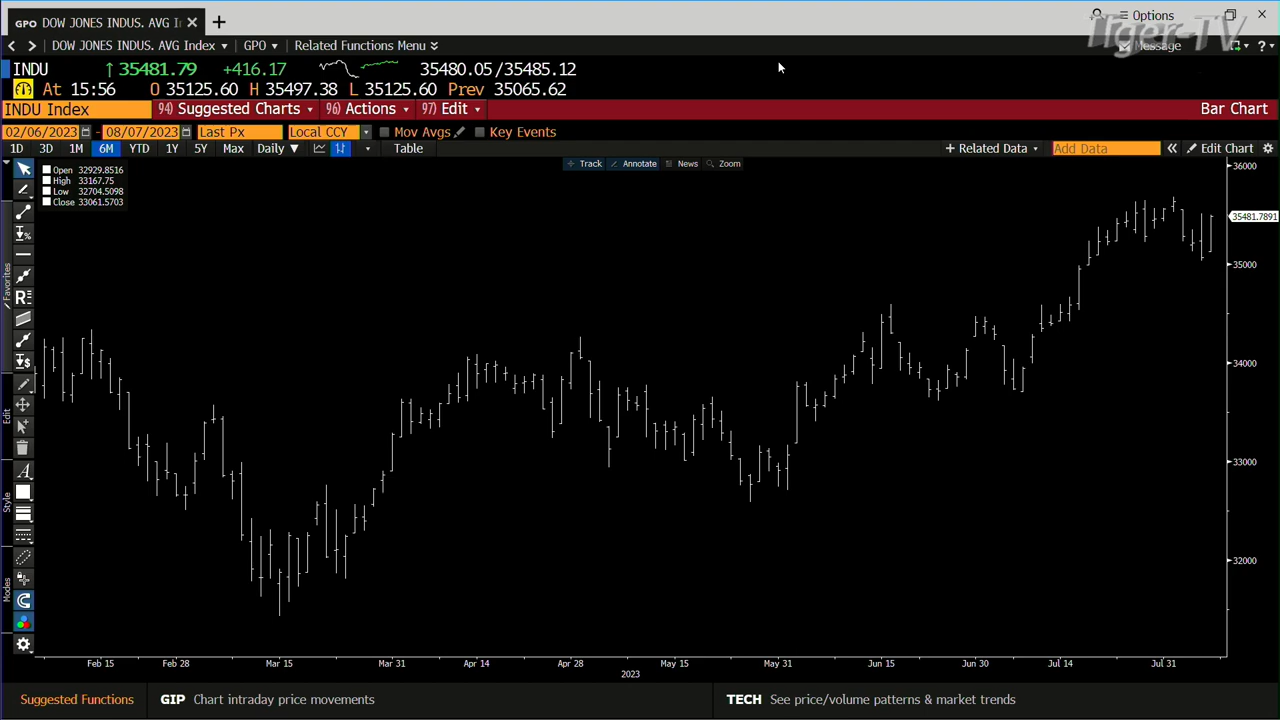 GPO DOW JONES INDUS. AVG I
Options
DOW JONES INDUS. AVG Index GPO Related Functions Menu Message ?
Tiger-TV
INDU 35481.79 +416.17 35480.05/35485.12
At 15:56 O 35125.60 H 35497.38 L 35125.60 Prev 35065.62
INDU Index 94) Suggested Charts 96) Actions 97) Edit Bar Chart
02/06/2023 - 08/07/2023 Last Px Local CCY Mov Avgs Key Events
1D 3D 1M 6M YTD 1Y 5Y Max Daily Table + Related Data Add Data Edit Chart
Track Annotate News Zoom
Open 32929.8516
High 33167.75
Low 32704.5098
Close 33061.5703
36000
35481.7891
35000
34000
33000
32000
Favorites
Edit
Style
Modes
Feb 15 Feb 28 Mar 15 Mar 31 Apr 14 Apr 28 May 15 May 31 Jun 15 Jun 30 Jul 14 Jul 31
2023
Suggested Functions GIP Chart intraday price movements TECH See price/volume patterns & market trends